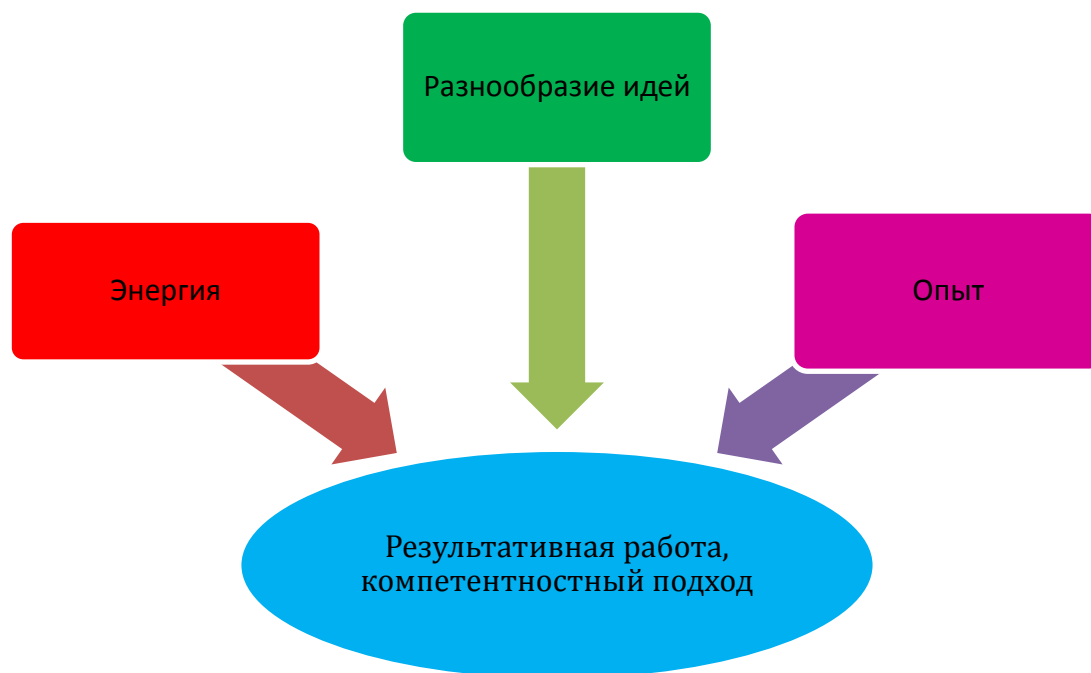 Разнообразие идей
Энергия
Опыт
Результативная работа,
компетентностный подход